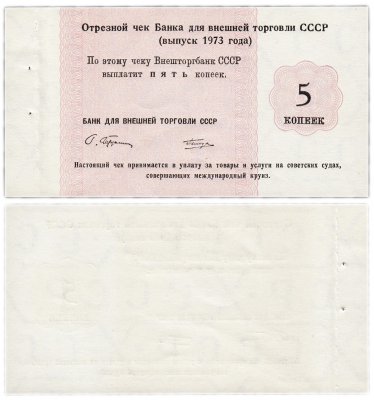 Отрезной чек Банка для внешней торговли СССР
(выпуск 1973 года)
По этому чеку Внешторгбанк СССР
выплатит пять копеек.
5
КОПЕЕК
БАНК ДЛЯ ВНЕШНЕЙ ТОРГОВЛИ СССР
Настоящий чек принимается в уплату за товары и услуги на советских судах,
совершающих международный круиз.